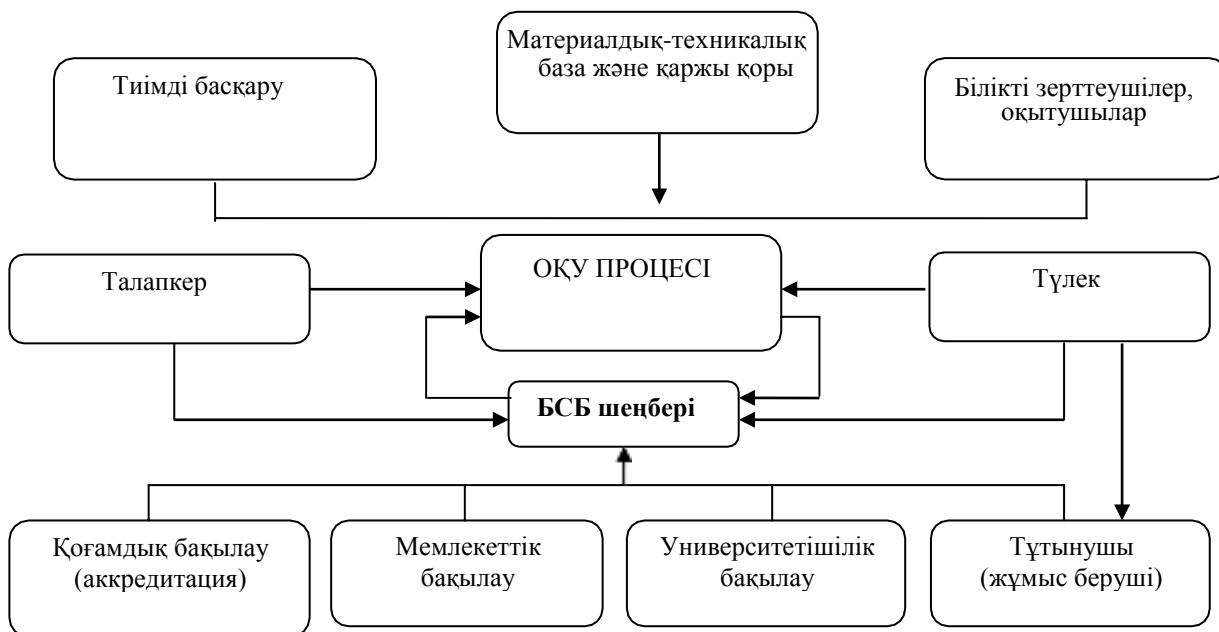 Тиімді басқару
Материалдық-техникалық
база және қаржы қоры
Білікті зерттеушілер,
оқытушылар
Талапкер
ОҚУ ПРОЦЕСІ
Түлек
БСБ шеңбері
Қоғамдық бақылау
(аккредитация)
Мемлекеттік
бақылау
Университетішілік
бақылау
Тұтынушы
(жұмыс беруші)